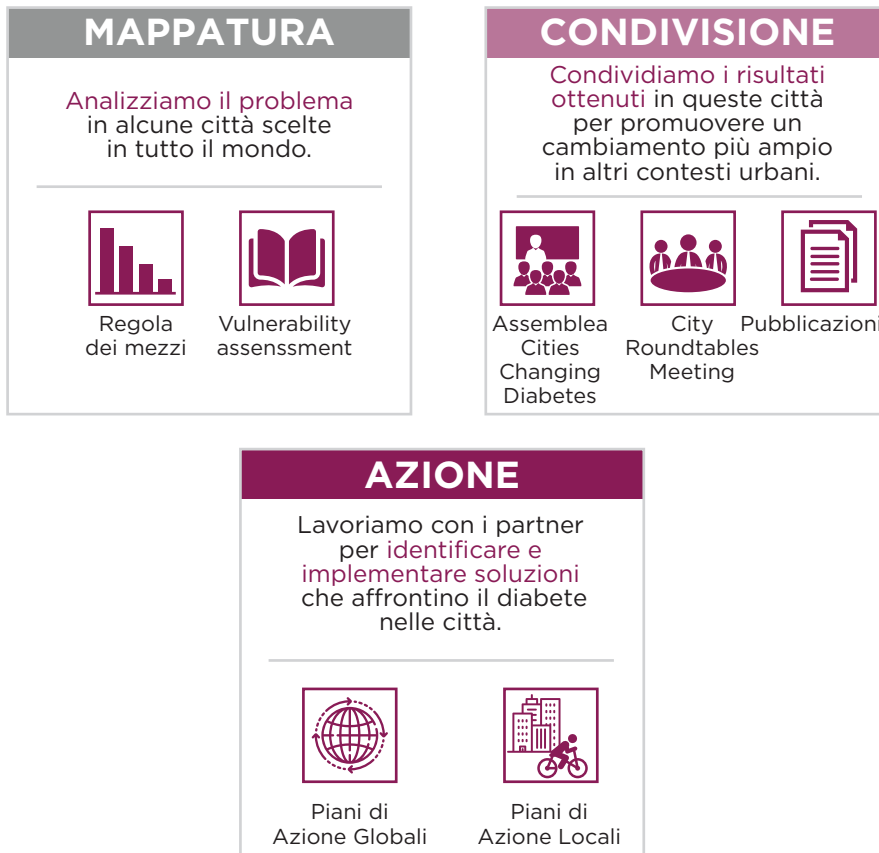 MAPPATURA
Analizziamo il problema
in alcune città scelte
in tutto il mondo.
Regola
dei mezzi
Vulnerability
assenssment
CONDIVISIONE
Condividiamo i risultati
ottenuti in queste città
per promuovere un
cambiamento più ampio
in altri contesti urbani.
Assemblea
Cities
Changing
Diabetes
City
Roundtables
Meeting
Pubblicazioni
AZIONE
Lavoriamo con i partner
per identificare e
implementare soluzioni
che affrontino il diabete
nelle città.
Piani di
Azione Globali
Piani di
Azione Locali